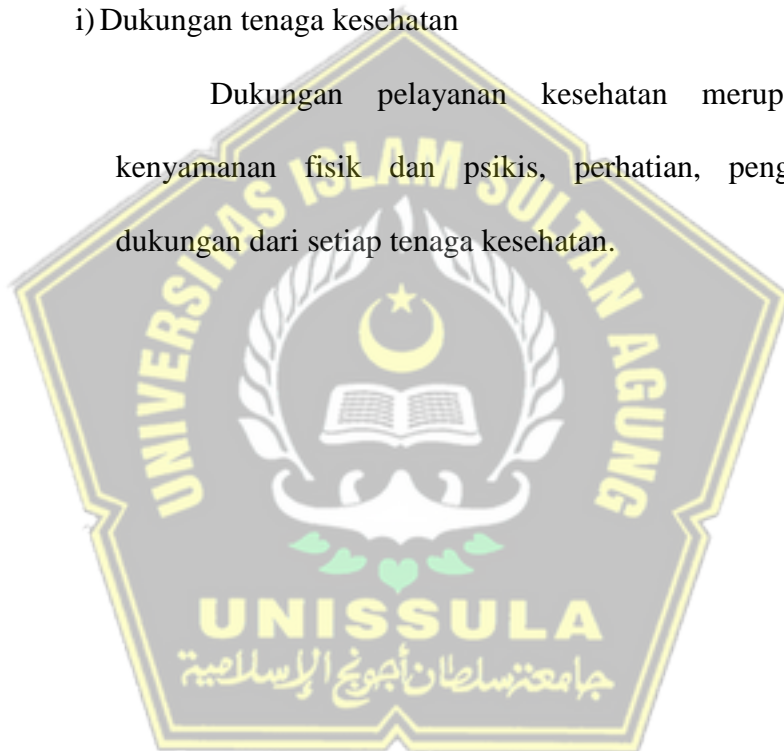 i) Dukungan tenaga kesehatan
Dukungan pelayanan kesehatan merup
kenyamanan fisik dan psikis, perhatian, peng
dukungan dari setiap tenaga kesehatan.
UNIVERSITAS ISLAM SULTAN AGUNG
UNISSULA
جامعة سلطان أجونج الإسلامية